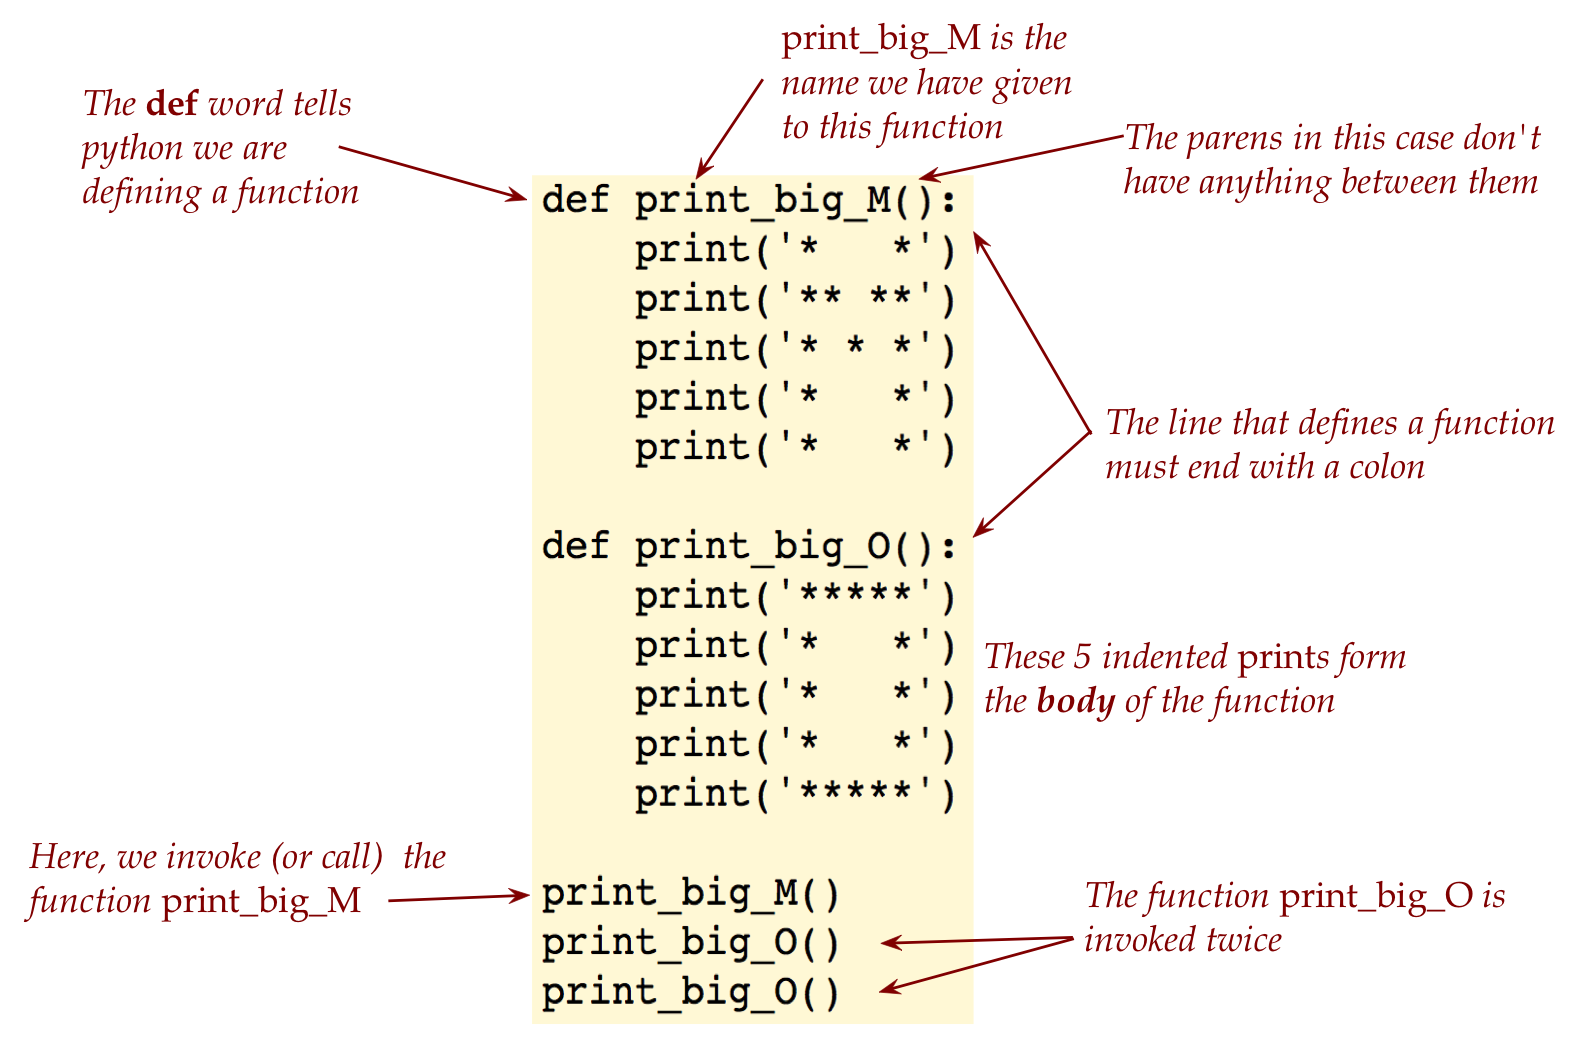 print_big_M is the
name we have given
to this function
The def word tells
python we are
defining a function
The parens in this case don't
have anything between them
def print_big_M():
    print('*   *')
    print('** **')
    print('* * *')
    print('*   *')
    print('*   *')
The line that defines a function
must end with a colon
def print_big_O():
    print('*****')
    print('*   *')
    print('*   *')
    print('*   *')
    print('*****')
These 5 indented prints form
the body of the function
Here, we invoke (or call)  the
function print_big_M
print_big_M()
print_big_O()
print_big_O()
The function print_big_O is
invoked twice